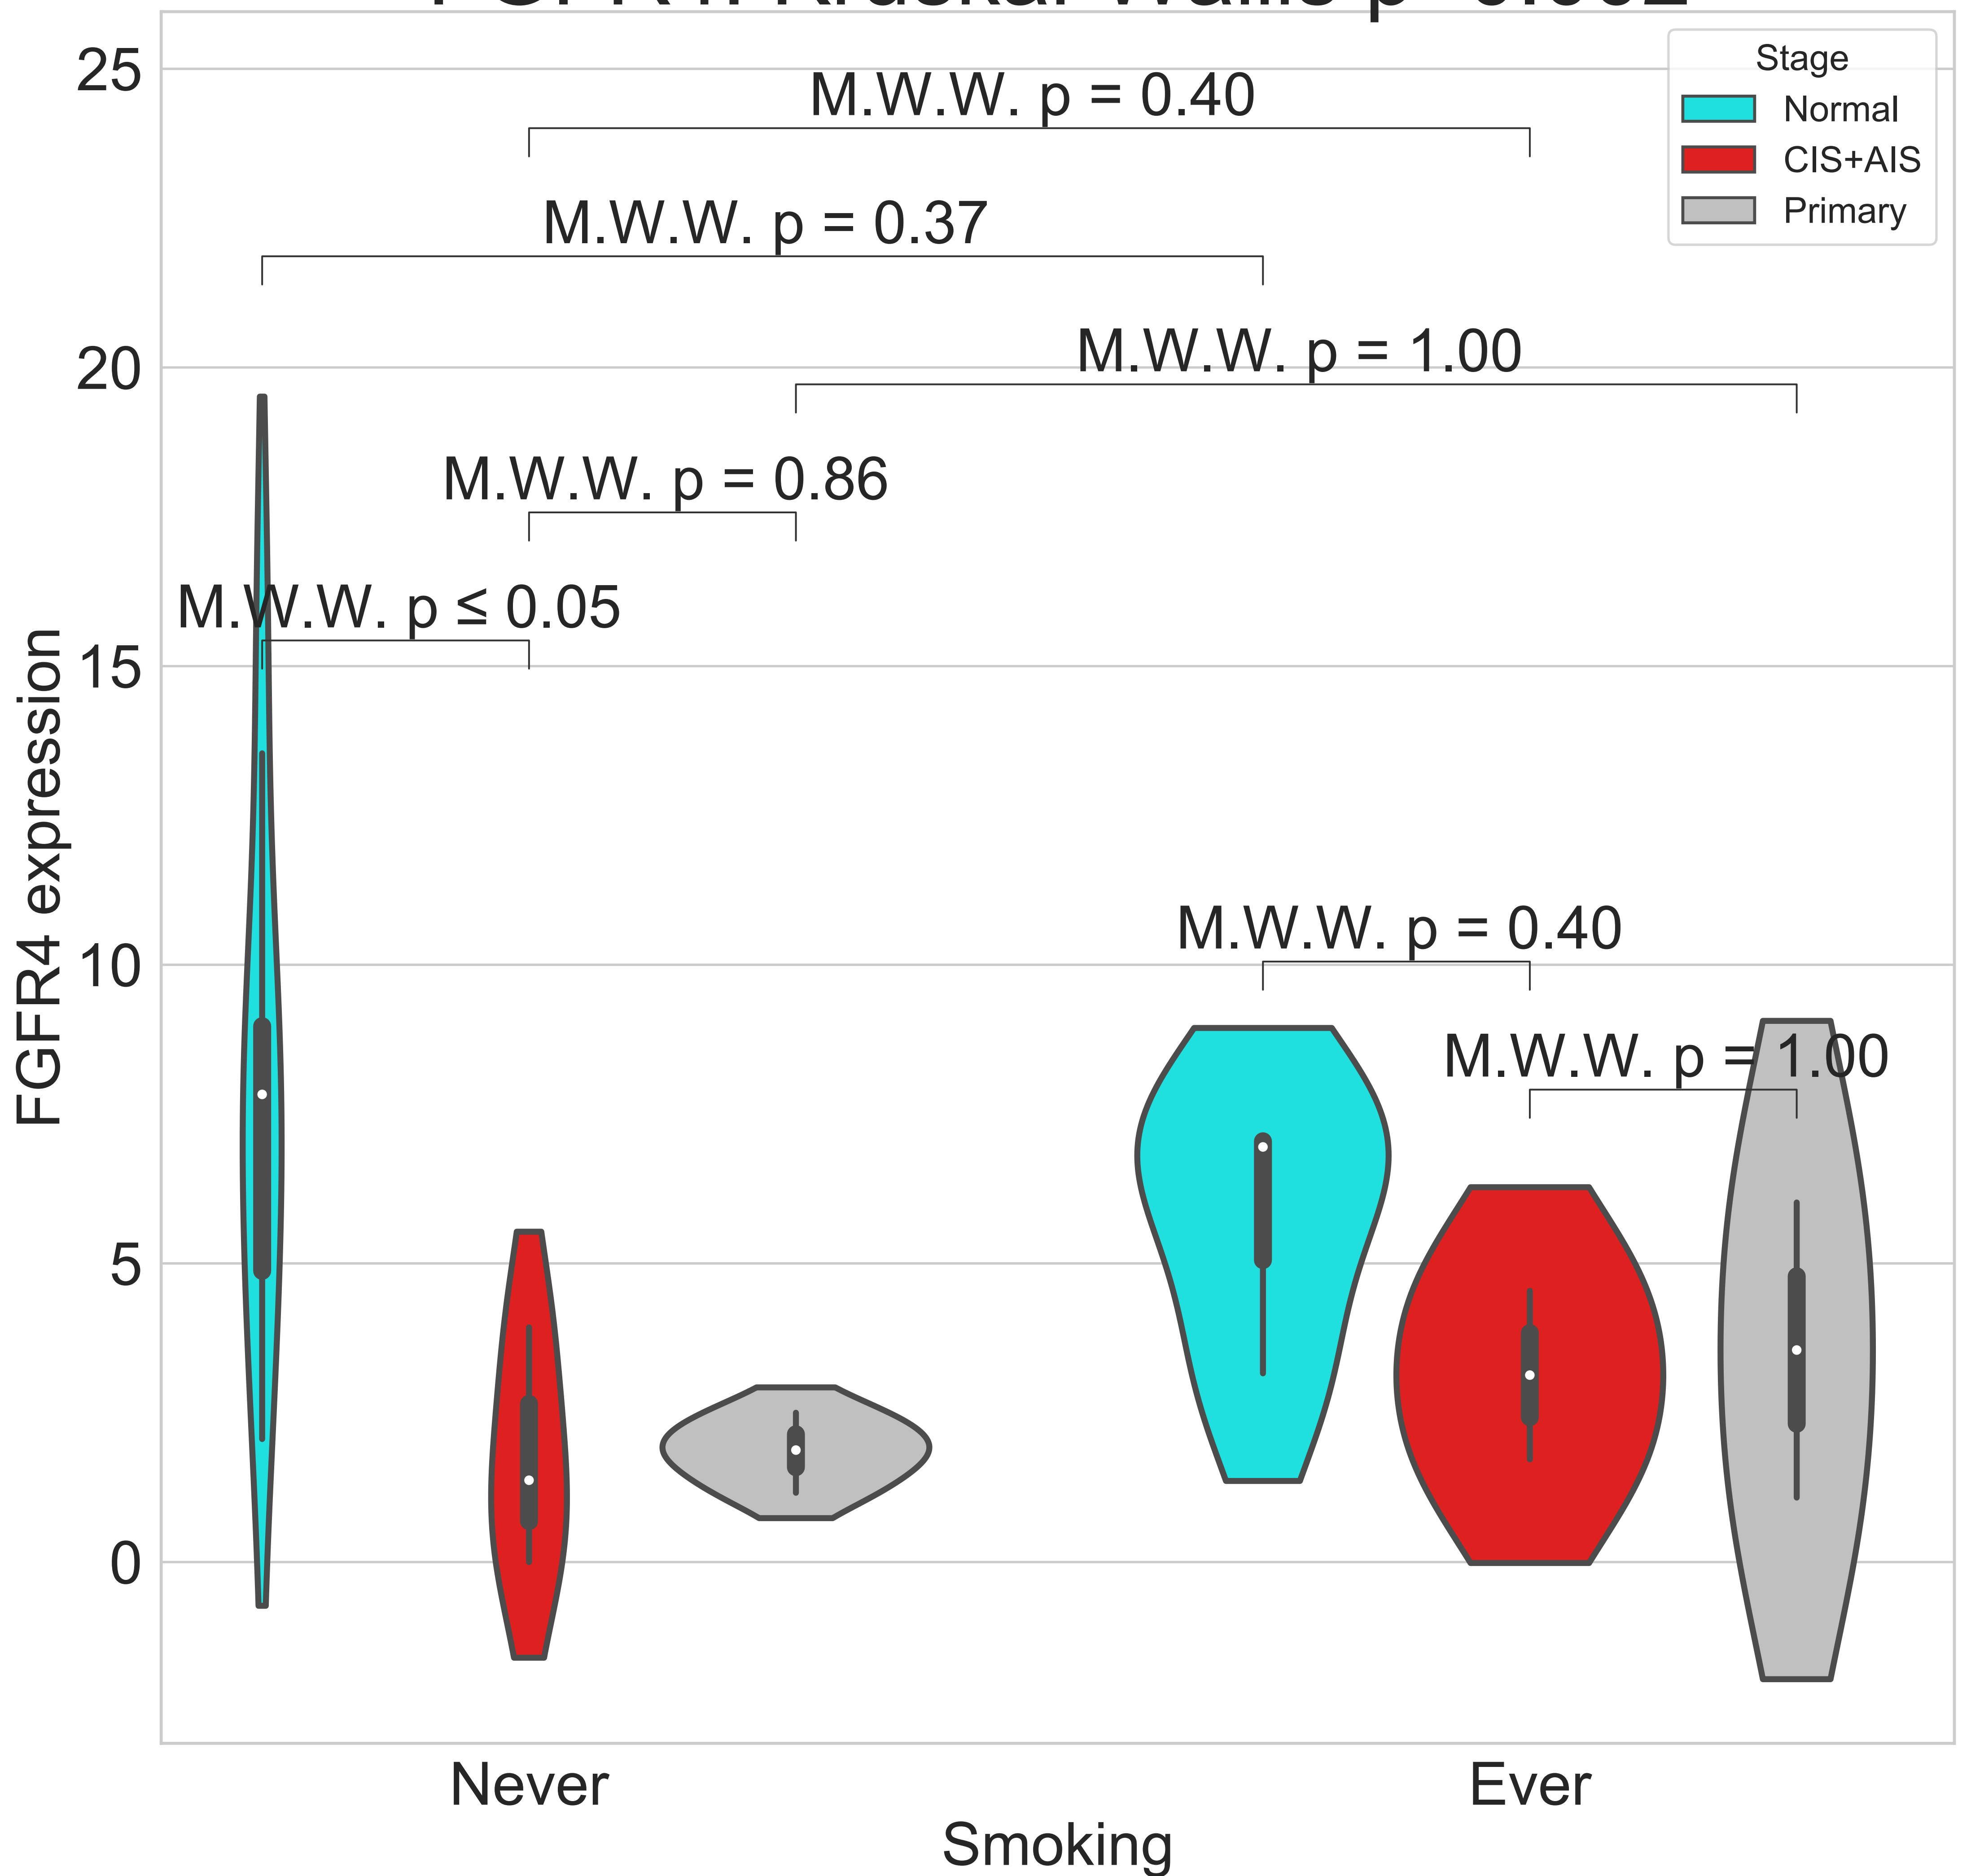 Stage
Normal
CIS+AIS
Primary
25
20
15
10
5
0
FGFR4 expression
M.W.W. p = 0.40
M.W.W. p = 0.37
M.W.W. p = 1.00
M.W.W. p = 0.86
M.W.W. p ≤ 0.05
M.W.W. p = 0.40
M.W.W. p = 1.00
Never
Ever
Smoking